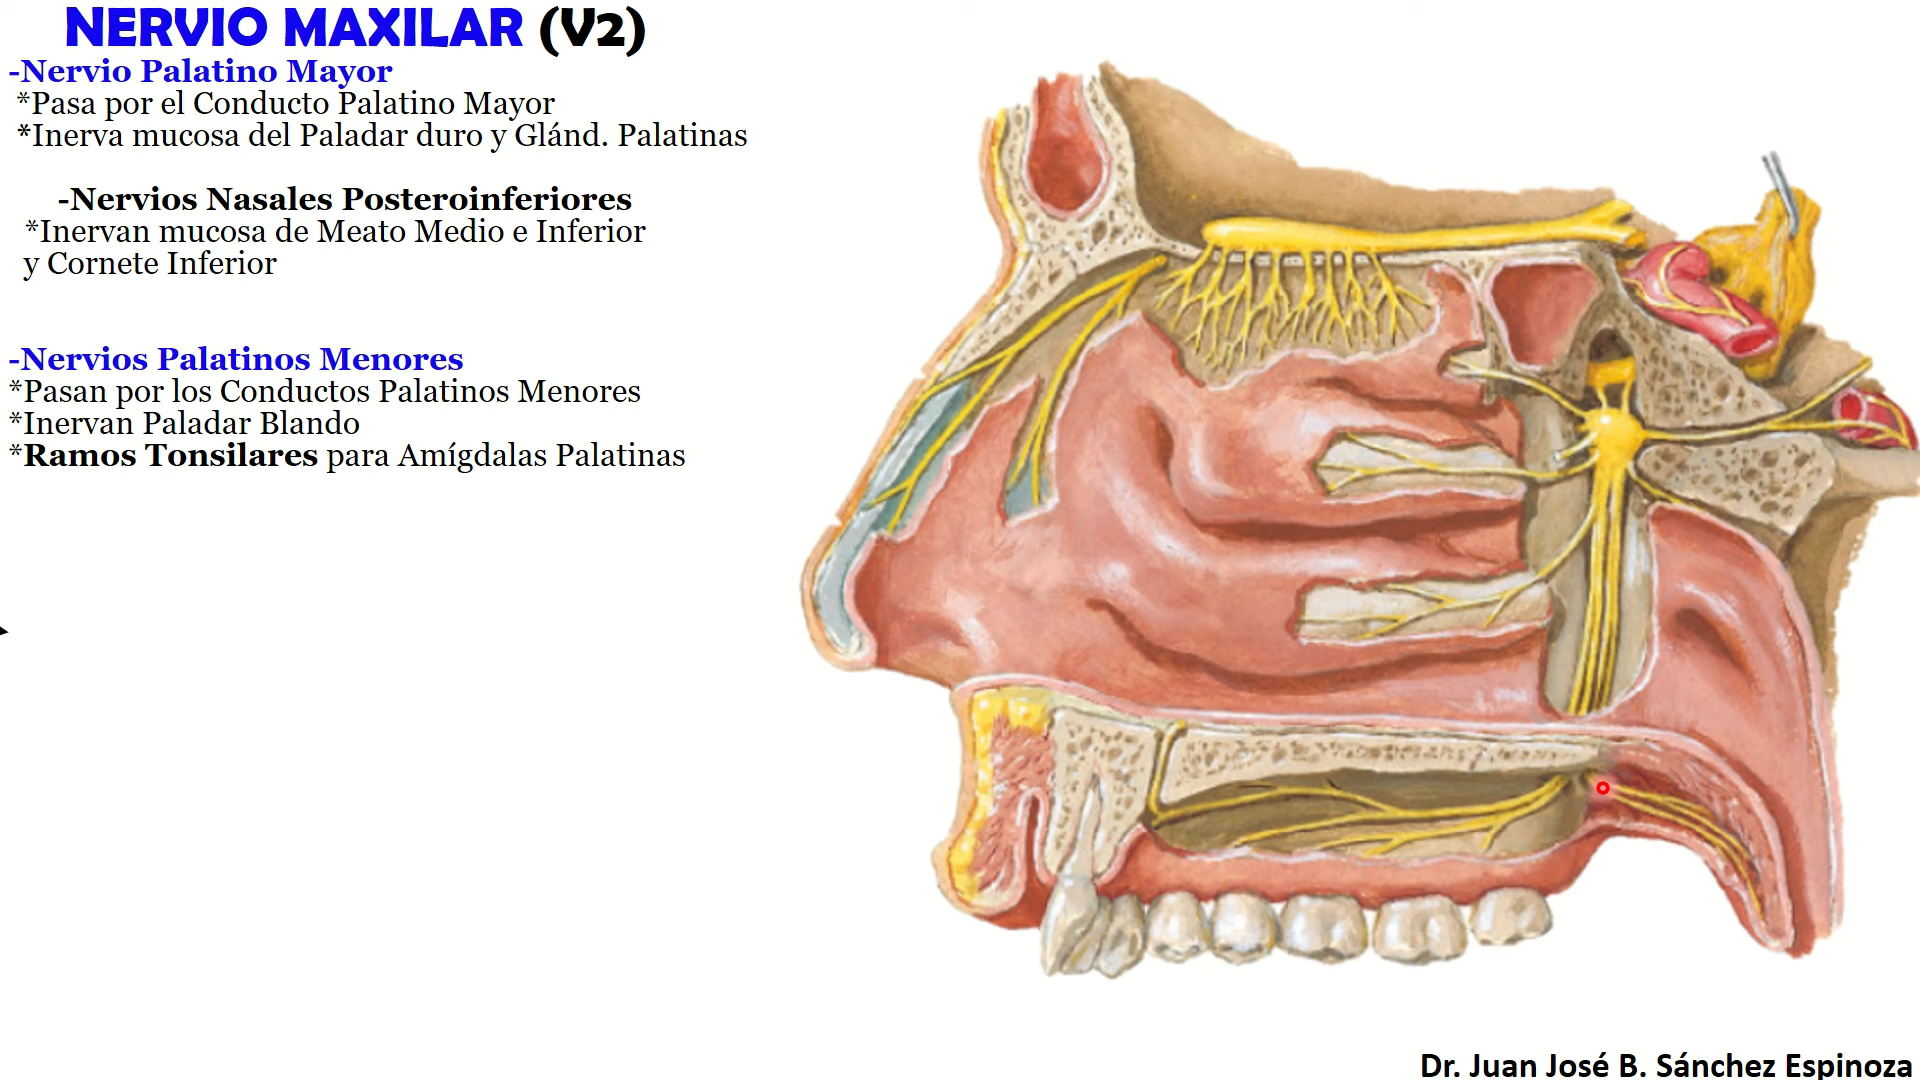 NERVIO MAXILAR (V2)
-Nervio Palatino Mayor
*Pasa por el Conducto Palatino Mayor
*Inerva mucosa del Paladar duro y Gland. Palatinas
-Nervios Nasales Posteroinferiores
*Inervan mucosa de Meato Medio e Inferior
y Cornete Inferior
-Nervios Palatinos Menores
*Pasan por los Conductos Palatinos Menores
*Inervan Paladar Blando
*Ramos Tonsilares para Amígdalas Palatinas
Dr. Juan José B. Sánchez Espinoza